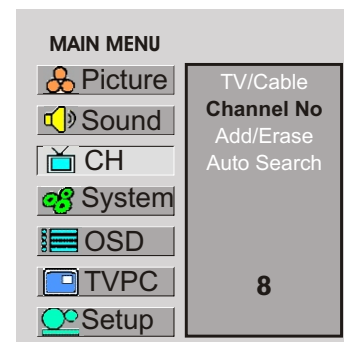 MAIN MENU
Picture
Sound
CH
System
OSD
TVPC
Setup
TV/Cable
Channel No
Add/Erase
Auto Search
8